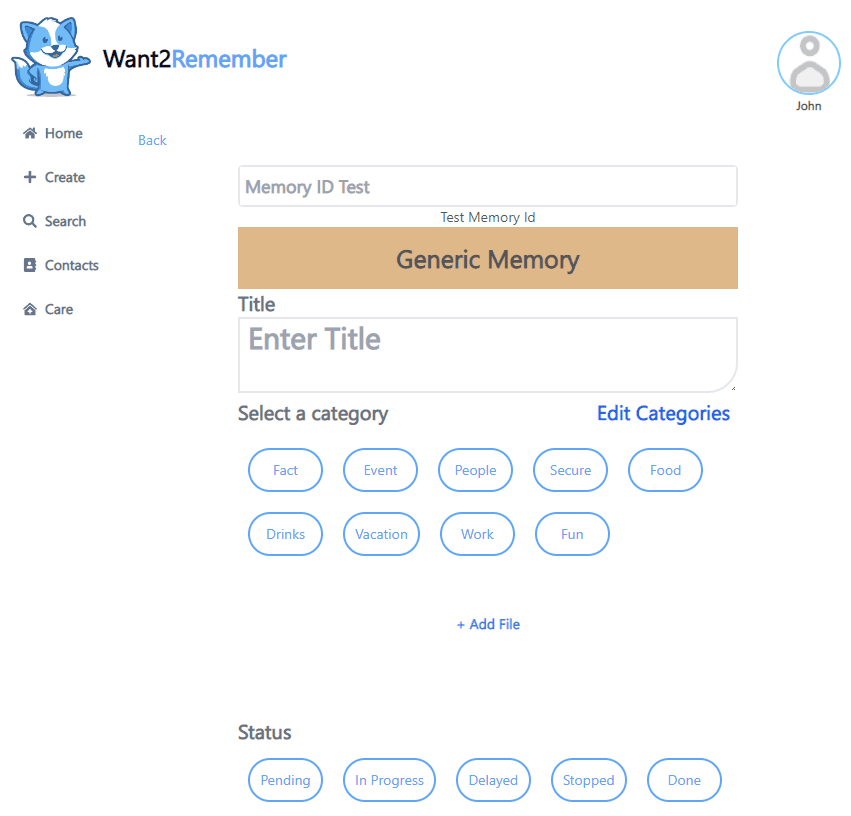 Want2Remember
John
Home
Back
Create
Search
Contacts
Care
Memory ID Test
Test Memory Id
Generic Memory
Title
Enter Title
Select a category Edit Categories
Fact Event People Secure Food
Drinks Vacation Work Fun
+ Add File
Status
Pending In Progress Delayed Stopped Done